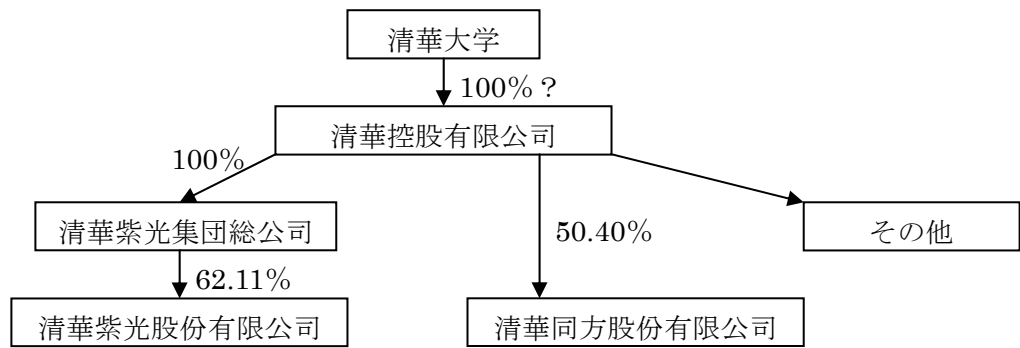 清華大学
100%？
清華控股有限公司
100%
清華紫光集団総公司
50.40%
その他
62.11%
清華紫光股份有限公司
清華同方股份有限公司